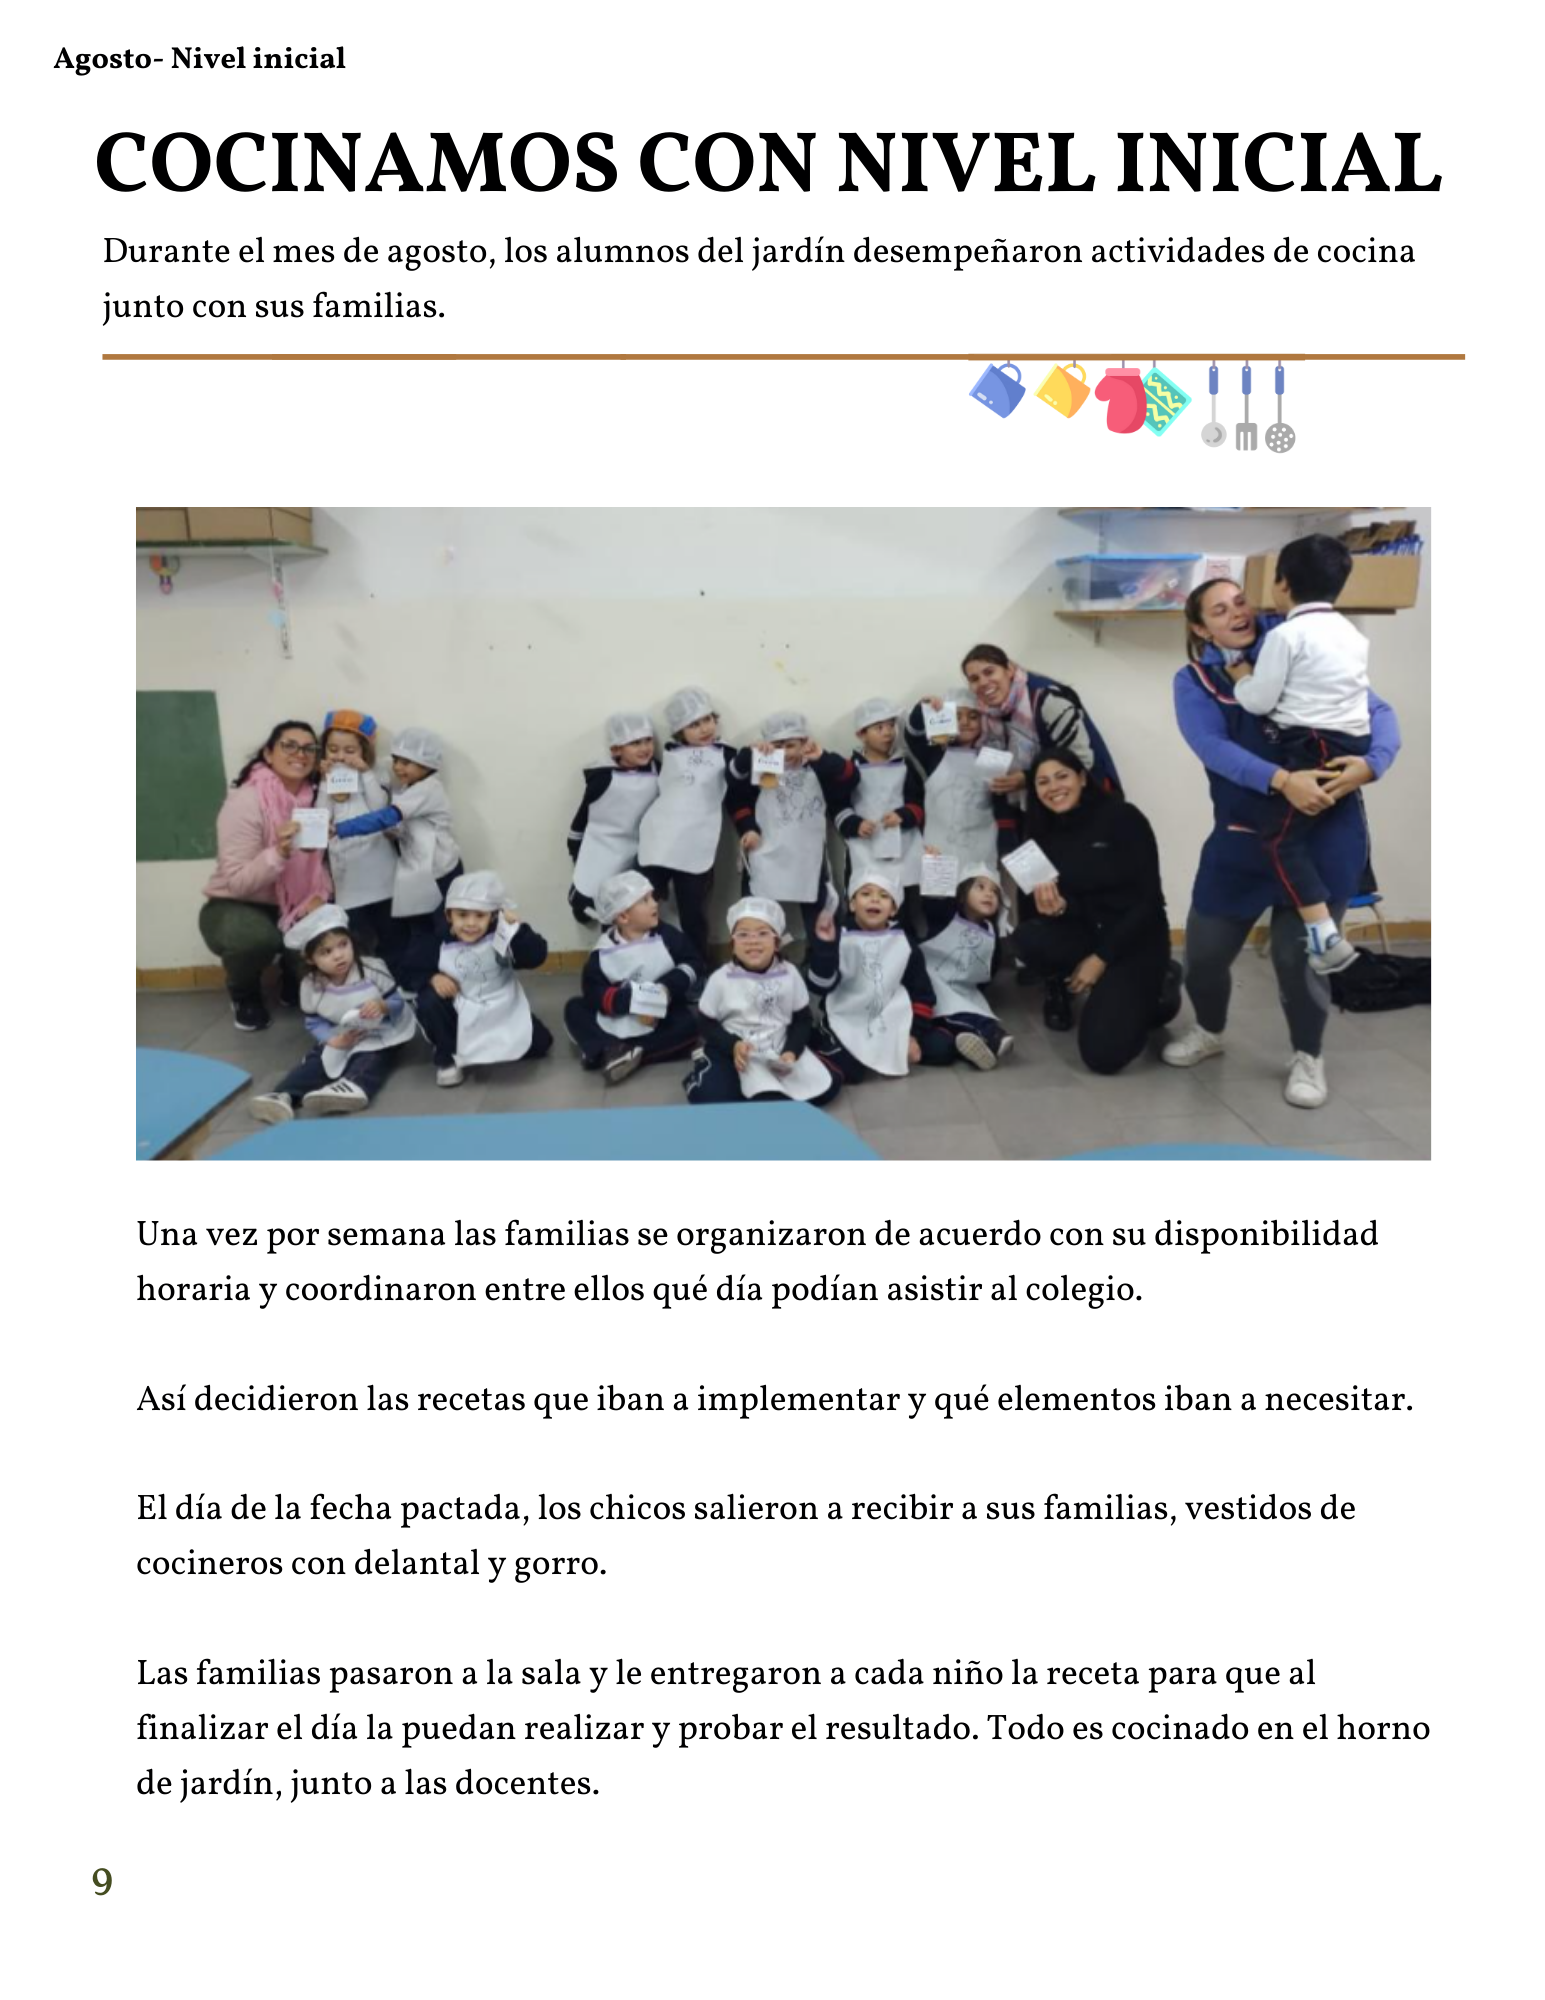 Agosto- Nivel inicial
COCINAMOS CON NIVEL INICIAL
Durante el mes de agosto, los alumnos del jardín desempeñaron actividades de cocina
junto con sus familias.
Una vez por semana las familias se organizaron de acuerdo con su disponibilidad
horaria y coordinaron entre ellos qué día podían asistir al colegio.
Así decidieron las recetas que iban a implementar y qué elementos iban a necesitar.
El día de la fecha pactada, los chicos salieron a recibir a sus familias, vestidos de
cocineros con delantal y gorro.
Las familias pasaron a la sala y le entregaron a cada niño la receta para que al
finalizar el día la puedan realizar y probar el resultado. Todo es cocinado en el horno
de jardín, junto a las docentes.
9